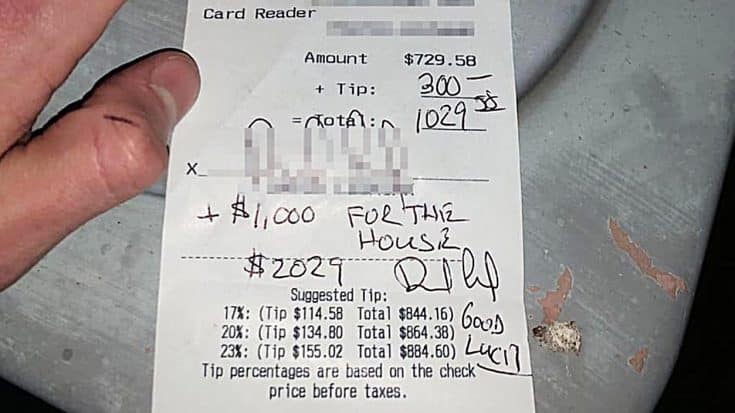 Card Reader
Amount $729.58
+ Tip: 300 —
= Total: 1029 58
X_
+ $1,000 FOR THE
HOUSE
$2029
Suggested Tip:
17%: (Tip $114.58 Total $844.16) GOOD
20%: (Tip $134.80 Total $864.38)
23%: (Tip $155.02 Total $884.60) LUCK
Tip percentages are based on the check
price before taxes.